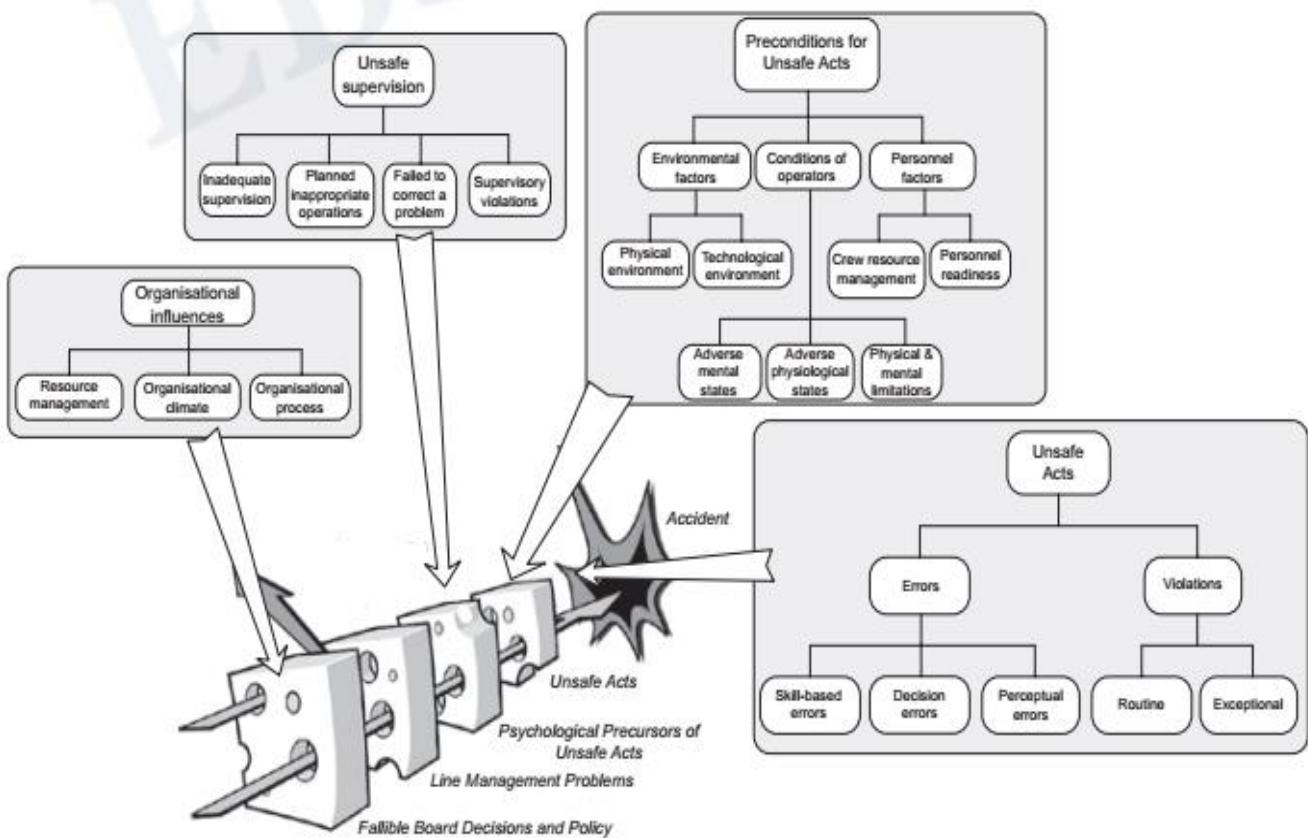 Unsafe
supervision
Inadequate
supervision
Planned
inappropriate
operations
Failed to
correct a
problem
Supervisory
violations
Preconditions for
Unsafe Acts
Environmental
factors
Conditions of
operators
Personnel
factors
Physical
environment
Technological
environment
Crew resource
management
Personnel
readiness
Adverse
mental
states
Adverse
physiological
states
Physical &
mental
limitations
Organisational
influences
Resource
management
Organisational
climate
Organisational
process
Unsafe
Acts
Errors
Violations
Skill-based
errors
Decision
errors
Perceptual
errors
Routine
Exceptional
Accident
Unsafe Acts
Psychological Precursors of
Unsafe Acts
Line Management Problems
Fallible Board Decisions and Policy